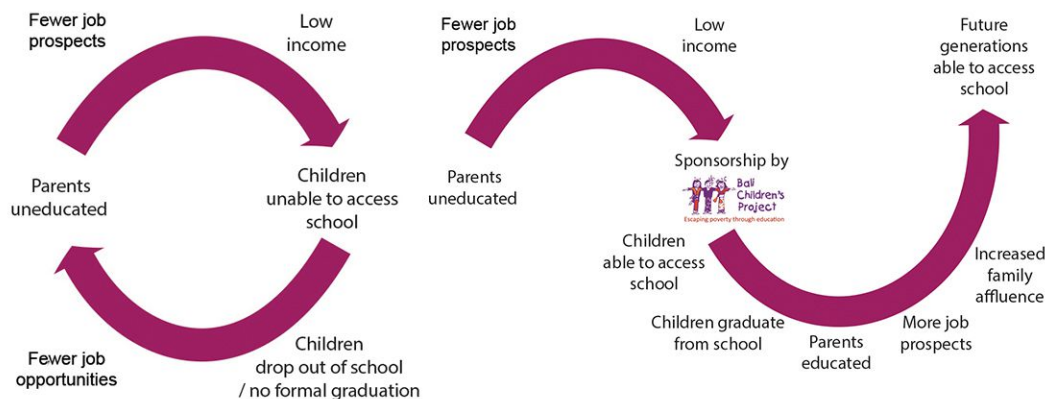 Fewer job
prospects
Low
income
Parents
uneducated
Children
unable to access
school
Children
drop out of school
/ no formal graduation
Fewer job
opportunities
Fewer job
prospects
Low
income
Parents
uneducated
Sponsorship by
Bali
Children's
Project
Escaping poverty through education
Children
able to access
school
Children graduate
from school
Parents
educated
More job
prospects
Increased
family
affluence
Future
generations
able to access
school